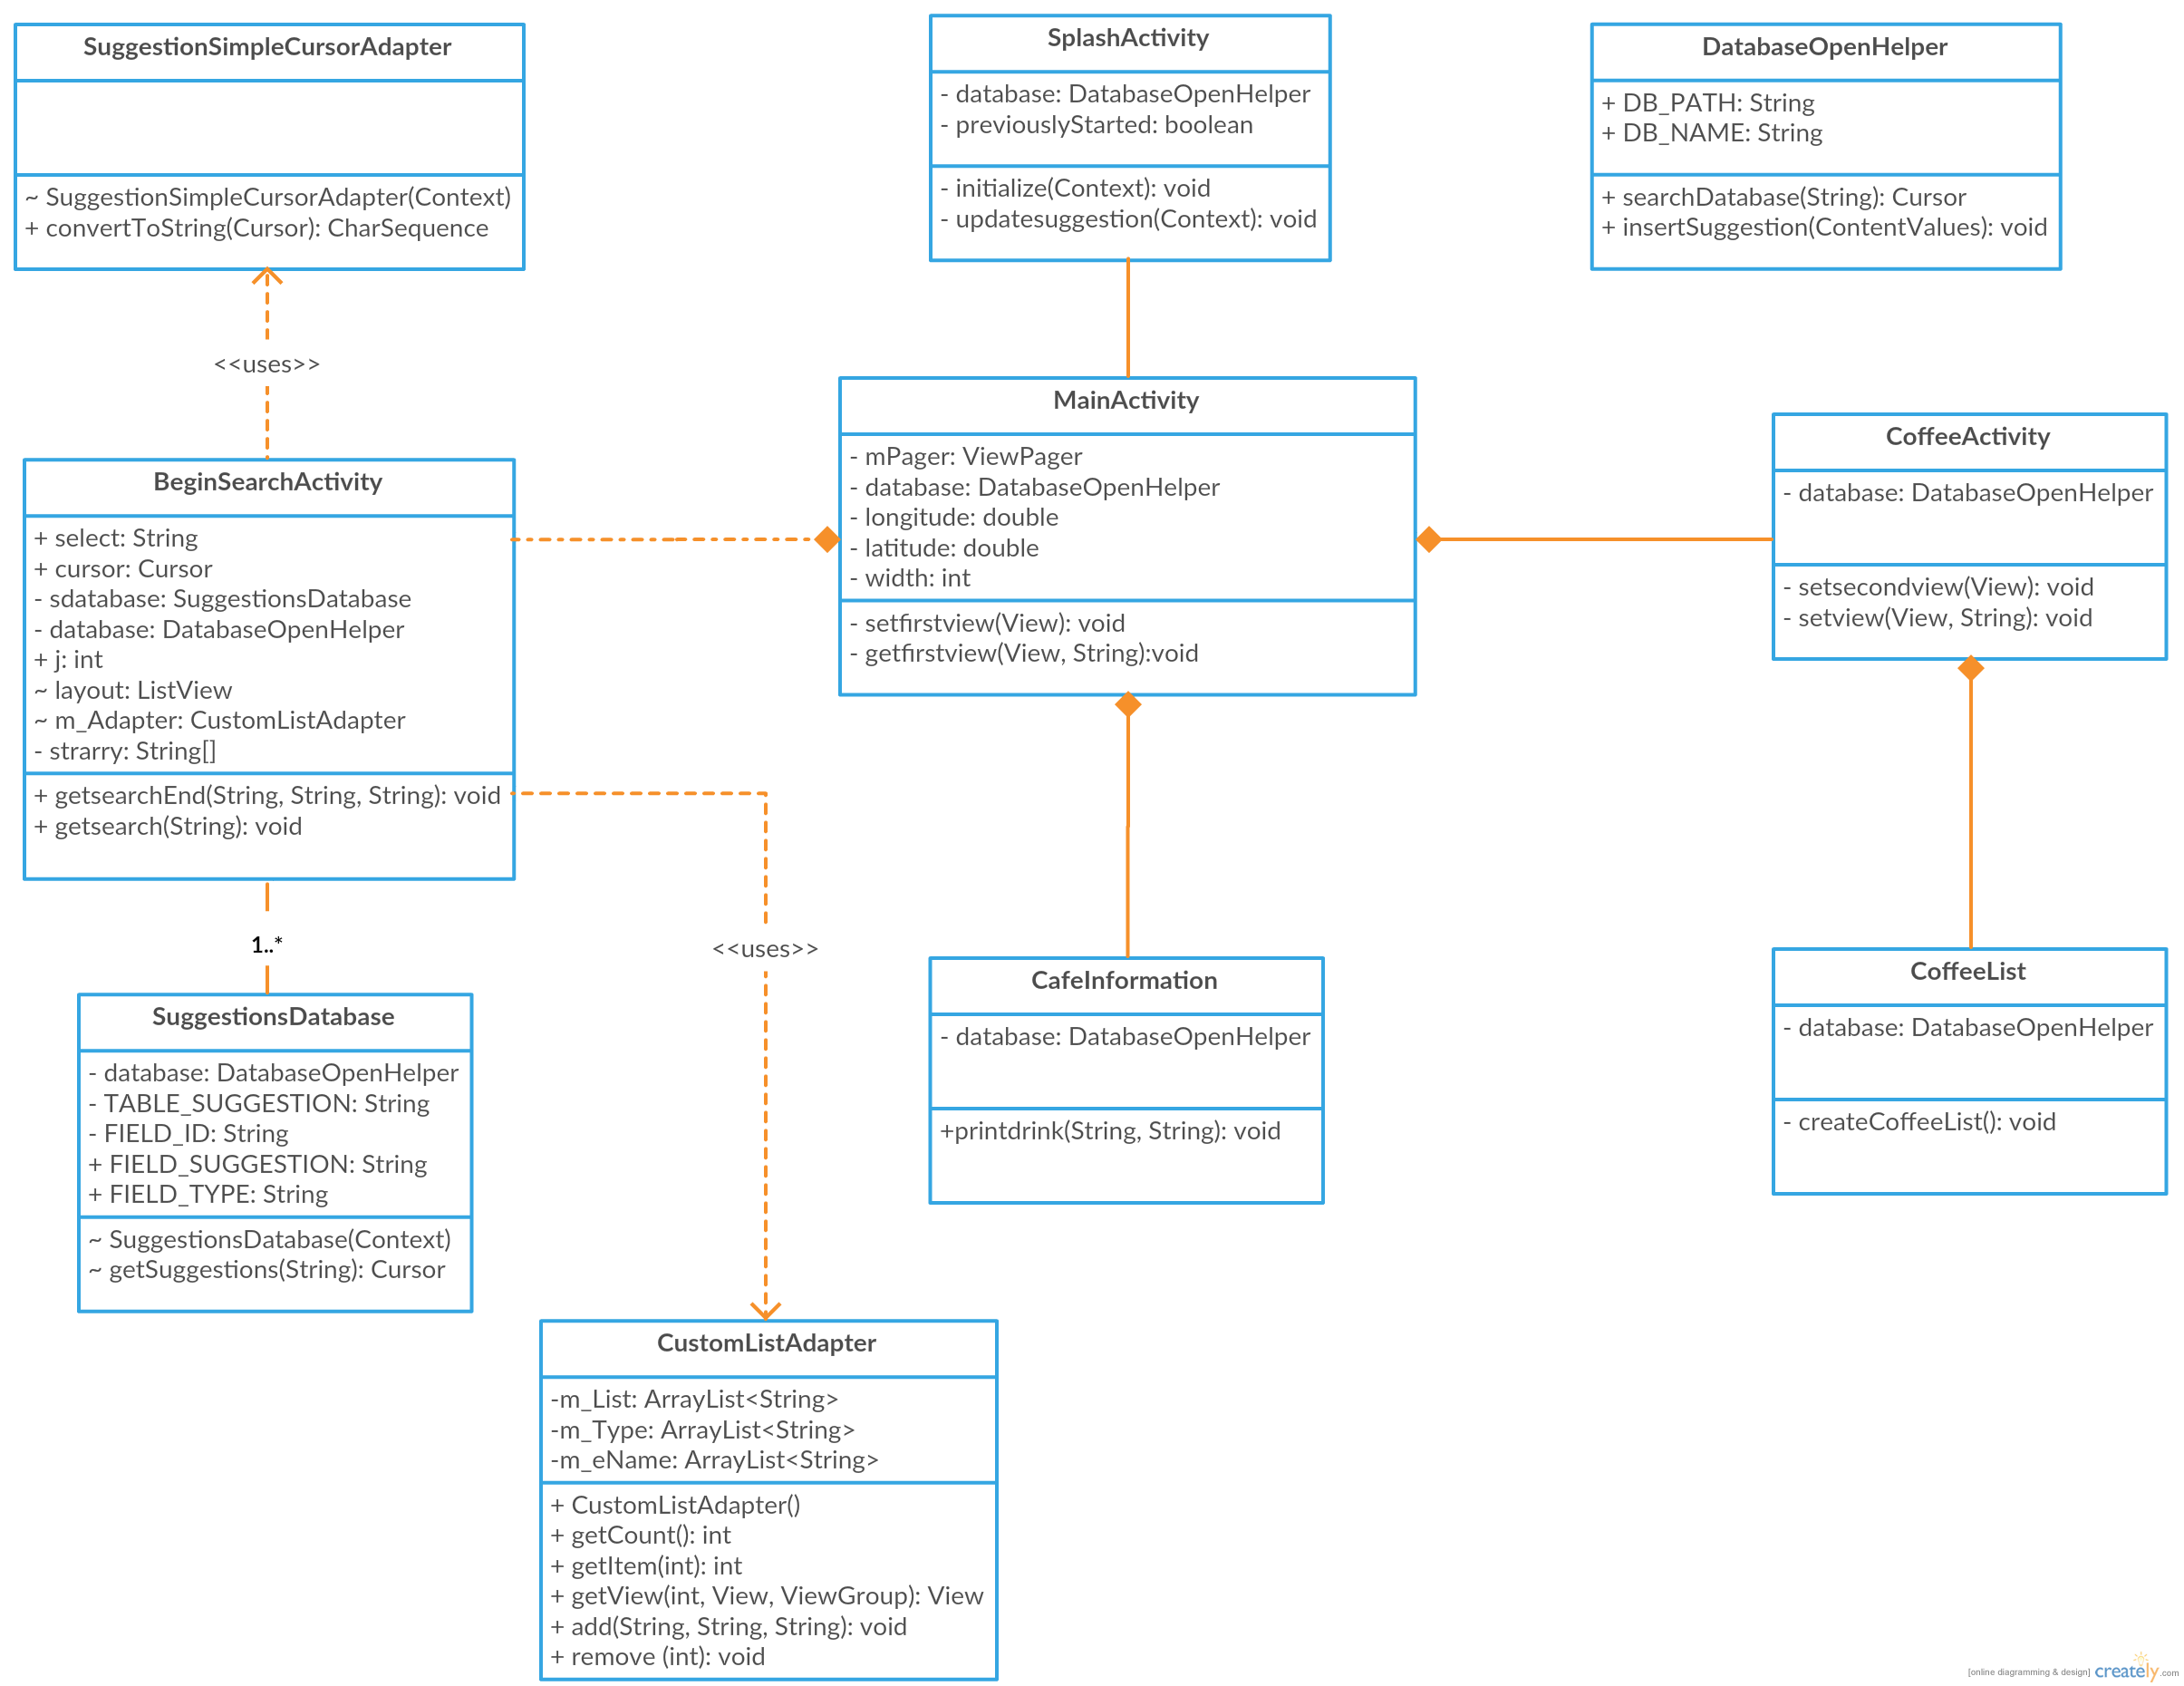 SuggestionSimpleCursorAdapter
~ SuggestionSimpleCursorAdapter(Context)
+ convertToString(Cursor): CharSequence
SplashActivity
- database: DatabaseOpenHelper
- previouslyStarted: boolean
- initialize(Context): void
- updatesuggestion(Context): void
DatabaseOpenHelper
+ DB_PATH: String
+ DB_NAME: String
+ searchDatabase(String): Cursor
+ insertSuggestion(ContentValues): void
<<uses>>
BeginSearchActivity
+ select: String
+ cursor: Cursor
- sdatabase: SuggestionsDatabase
- database: DatabaseOpenHelper
+ j: int
~ layout: ListView
~ m_Adapter: CustomListAdapter
- strarry: String[]
+ getsearchEnd(String, String, String): void
+ getsearch(String): void
MainActivity
- mPager: ViewPager
- database: DatabaseOpenHelper
- longitude: double
- latitude: double
- width: int
- setfirstview(View): void
- getfirstview(View, String):void
CoffeeActivity
- database: DatabaseOpenHelper
- setsecondview(View): void
- setview(View, String): void
1..*
<<uses>>
SuggestionsDatabase
- database: DatabaseOpenHelper
- TABLE_SUGGESTION: String
- FIELD_ID: String
+ FIELD_SUGGESTION: String
+ FIELD_TYPE: String
~ SuggestionsDatabase(Context)
~ getSuggestions(String): Cursor
CafeInformation
- database: DatabaseOpenHelper
+printdrink(String, String): void
CoffeeList
- database: DatabaseOpenHelper
- createCoffeeList(): void
CustomListAdapter
-m_List: ArrayList<String>
-m_Type: ArrayList<String>
-m_eName: ArrayList<String>
+ CustomListAdapter()
+ getCount(): int
+ getItem(int): int
+ getView(int, View, ViewGroup): View
+ add(String, String, String): void
+ remove (int): void
[online diagramming & design] creately.com